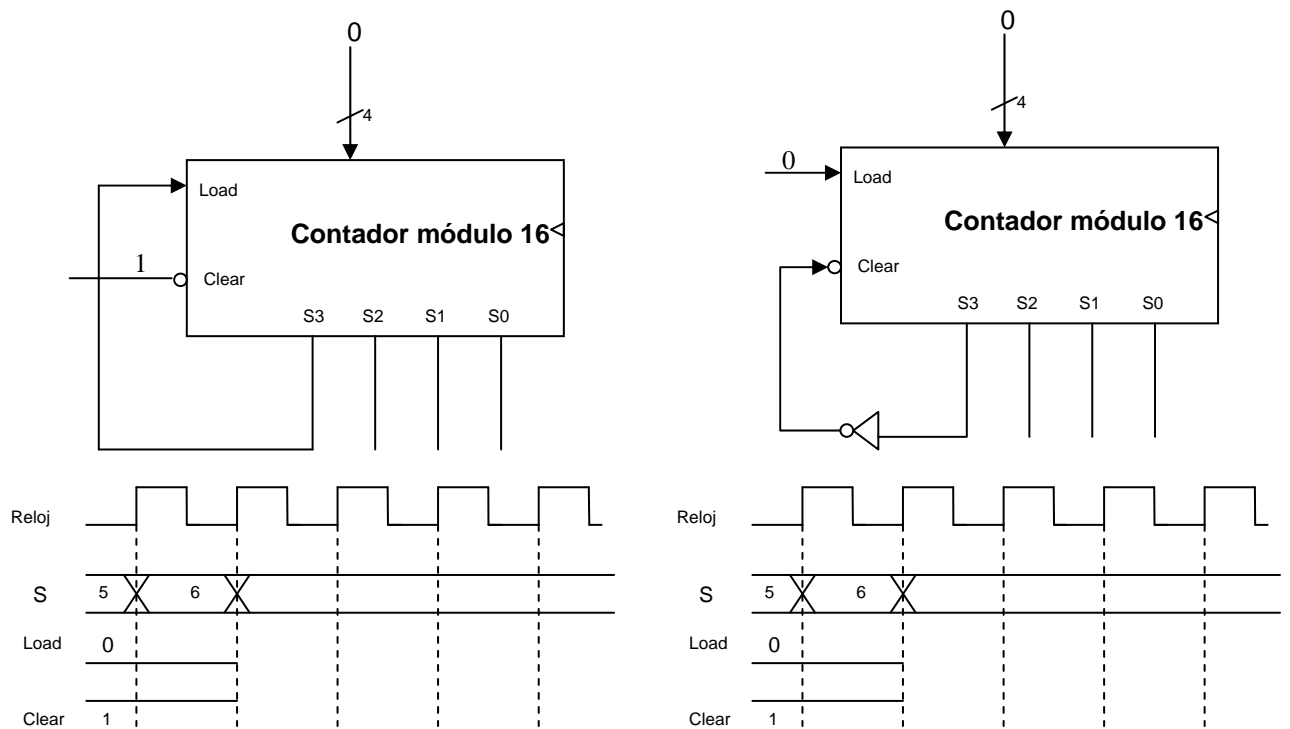 0
4
Load
Contador módulo 16
1
Clear
S3 S2 S1 S0
Reloj
S 5 6
Load 0
Clear 1
0
4
0
Load
Contador módulo 16
Clear
S3 S2 S1 S0
Reloj
S 5 6
Load 0
Clear 1